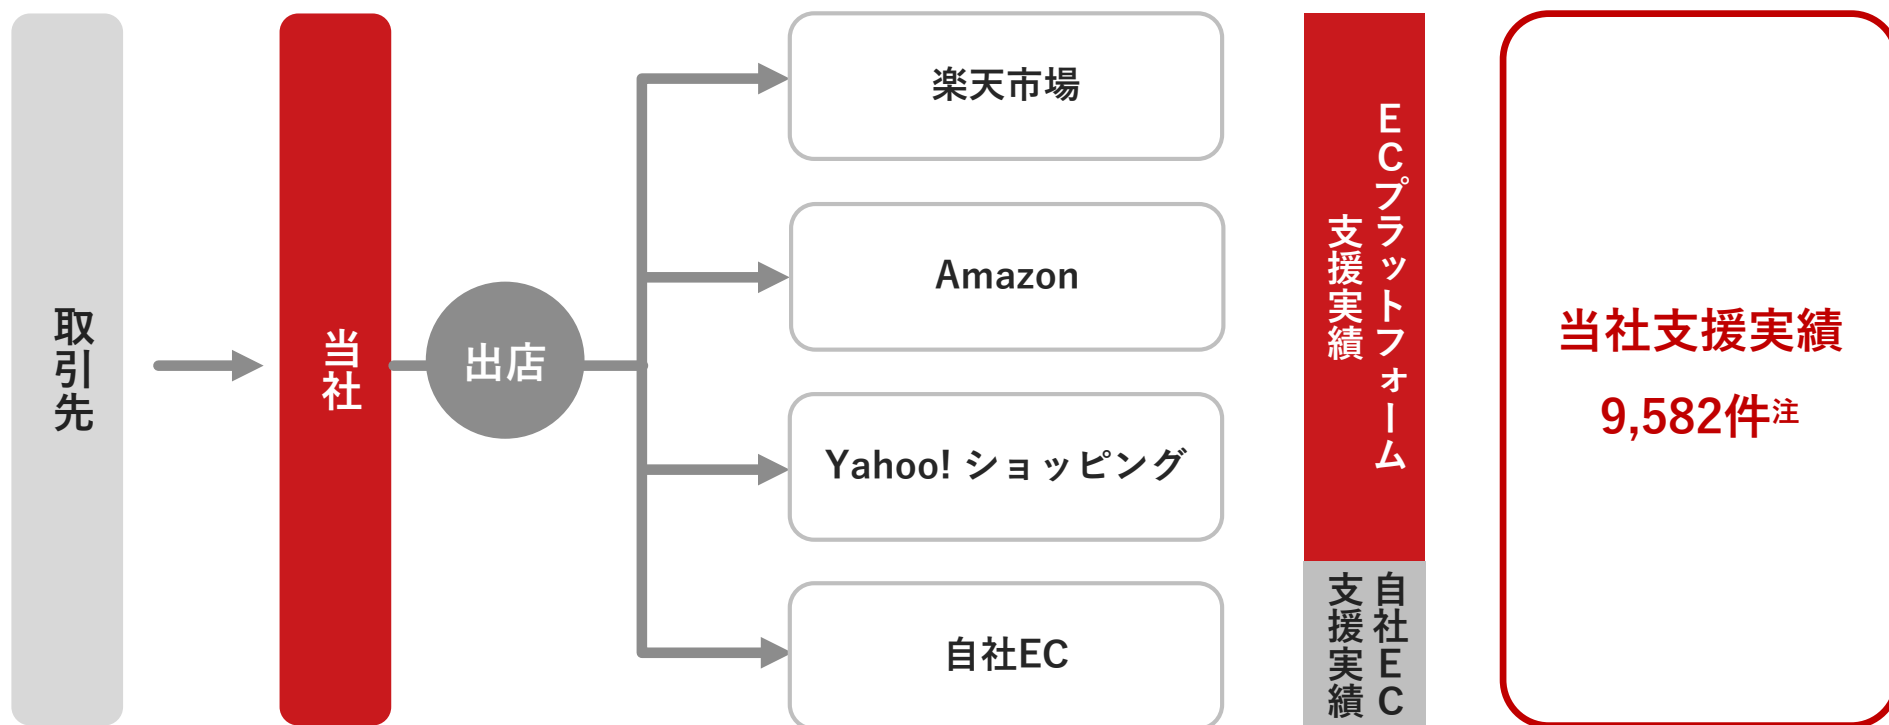 取引先
当社
出店
楽天市場
Amazon
Yahoo! ショッピング
自社EC
ECプラットフォーム
支援実績
自社EC
支援実績
当社支援実績
9,582件注